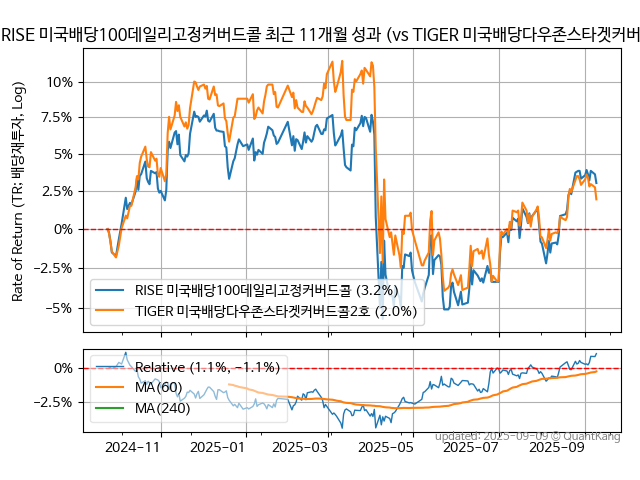 RISE 미국배당100데일리고정커버드콜 최근 11개월 성과 (vs TIGER 미국배당다우존스타겟커버
Rate of Return (TR: 배당재투자, Log)
10%
7.5%
5%
2.5%
0%
−2.5%
−5%
RISE 미국배당100데일리고정커버드콜 (3.2%)
TIGER 미국배당다우존스타겟커버드콜2호 (2.0%)
0%
−2.5%
Relative (1.1%, −1.1%)
MA(60)
MA(240)
2024−11
2025−01
2025−03
2025−05
2025−07
2025−09
updated: 2025-09-09 © QuantKang